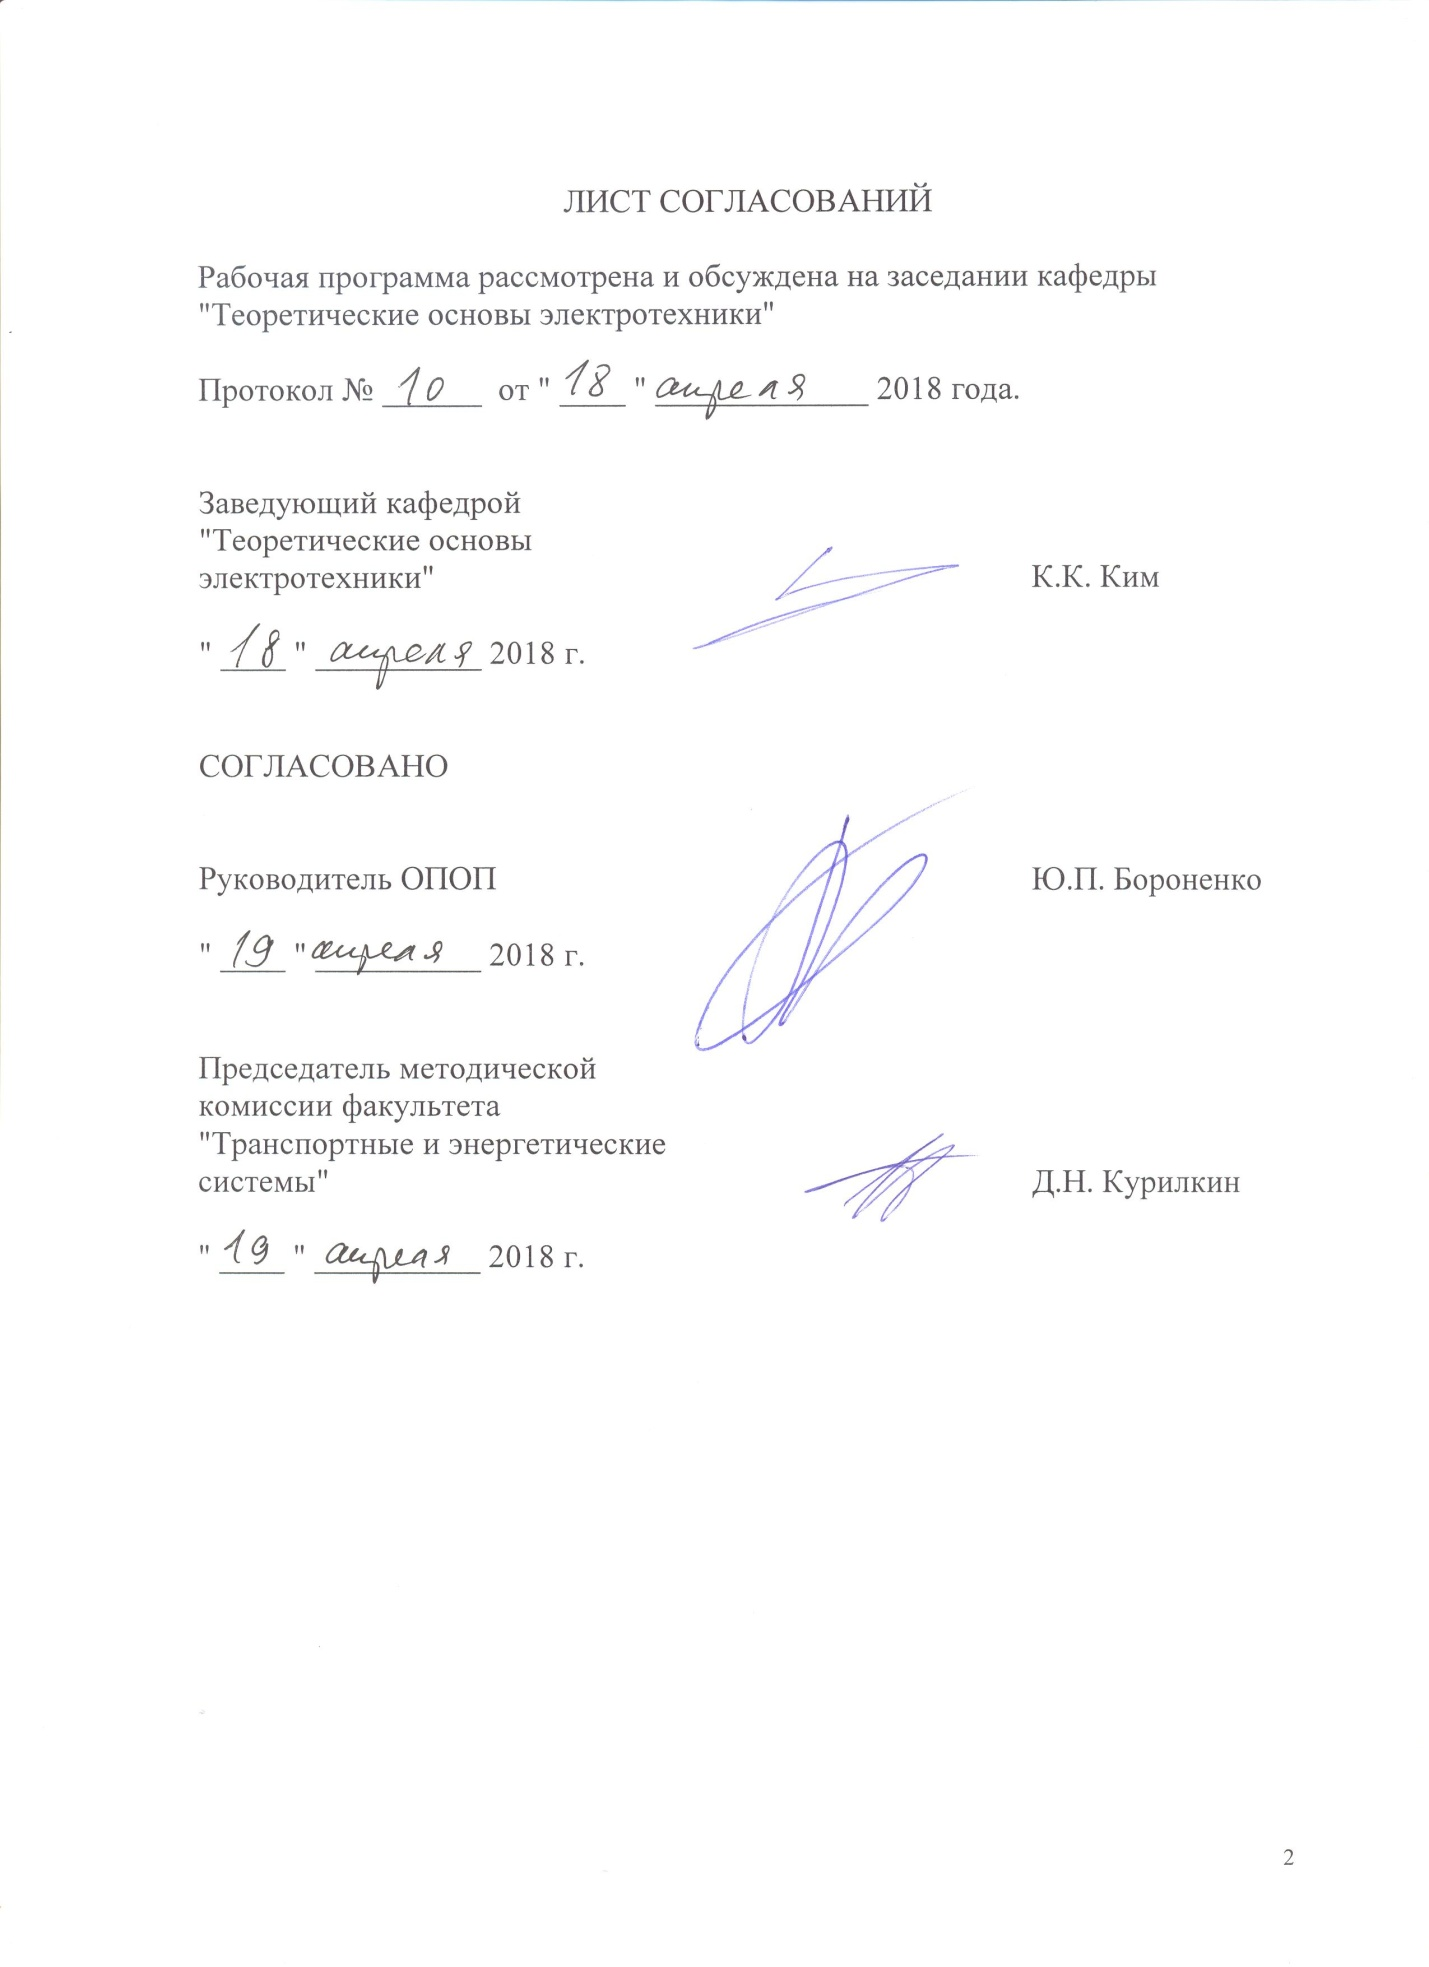 ЛИСТ СОГЛАСОВАНИЙ
Рабочая программа рассмотрена и обсуждена на заседании кафедры
"Теоретические основы электротехники"
Протокол № 10 от " 18 " апреля 2018 года.
Заведующий кафедрой
"Теоретические основы
электротехники" К.К. Ким
" 18 " апреля 2018 г.
СОГЛАСОВАНО
Руководитель ОПОП Ю.П. Бороненко
" 19 " апреля 2018 г.
Председатель методической
комиссии факультета
"Транспортные и энергетические
системы" Д.Н. Курилкин
" 19 " апреля 2018 г.
2